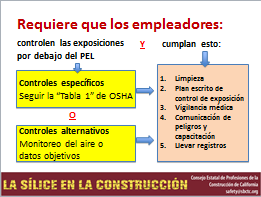 Requiere que los empleadores:
controlen las exposiciones
por debajo del PEL
Y
cumplan esto:
Controles específicos
Seguir la "Tabla 1" de OSHA
O
Controles alternativos
Monitoreo del aire o
datos objetivos
1. Limpieza
2. Plan escrito de
control de exposición
3. Vigilancia médica
4. Comunicación de
peligros y
capacitación
5. Llevar registros
LA SÍLICE EN LA CONSTRUCCIÓN
Consejo Estatal de Profesiones de la
Construcción de California
safety@sbctc.org